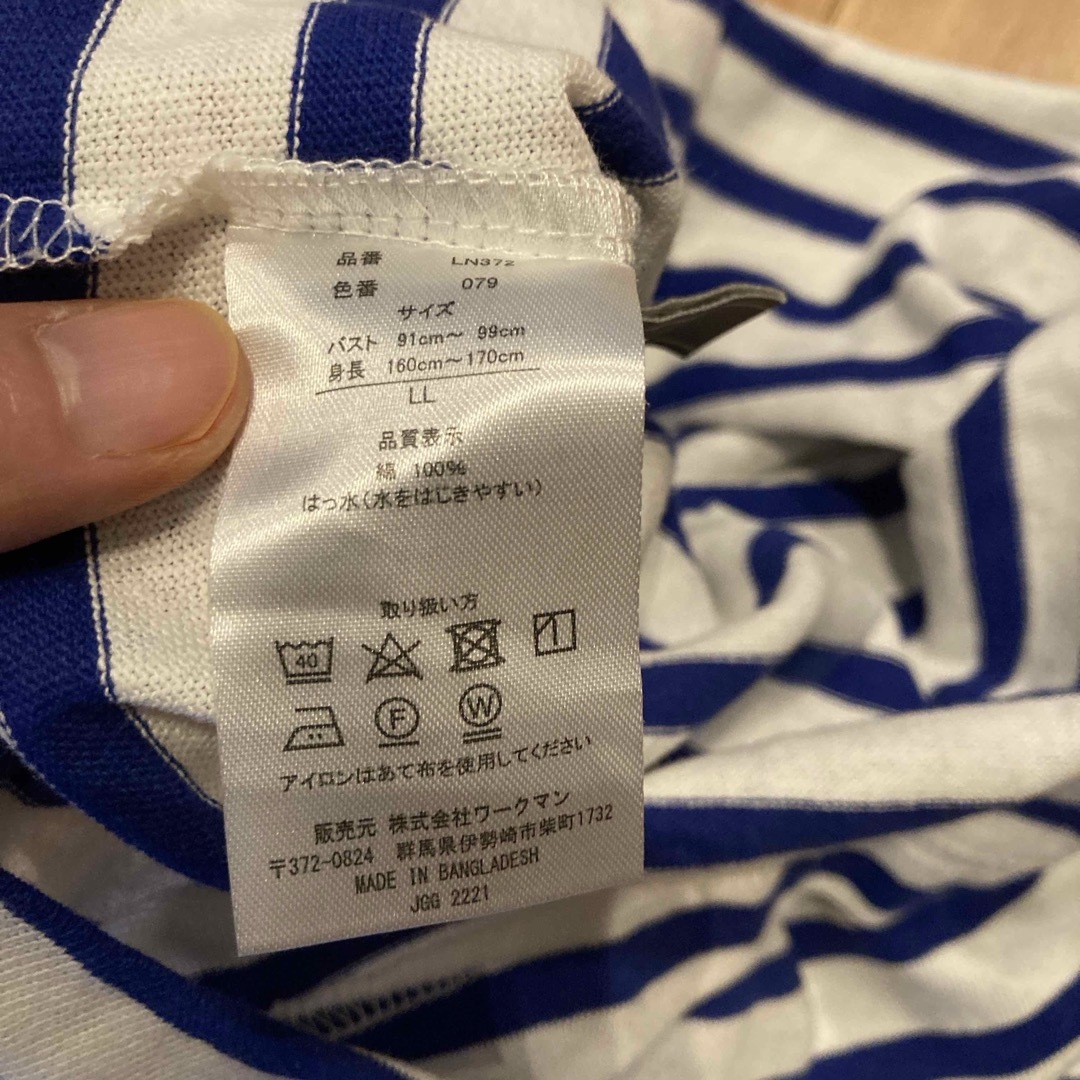 品番 LN372
色番 079
サイズ
バスト 91cm～ 99cm
身長 160cm～170cm
LL
品質表示
綿 100%
はっ水(水をはじきやすい)
取り扱い方
40
F W
アイロンはあて布を使用してください
販売元 株式会社ワークマン
〒372-0824 群馬県伊勢崎市柴町1732
MADE IN BANGLADESH
JGG 2221